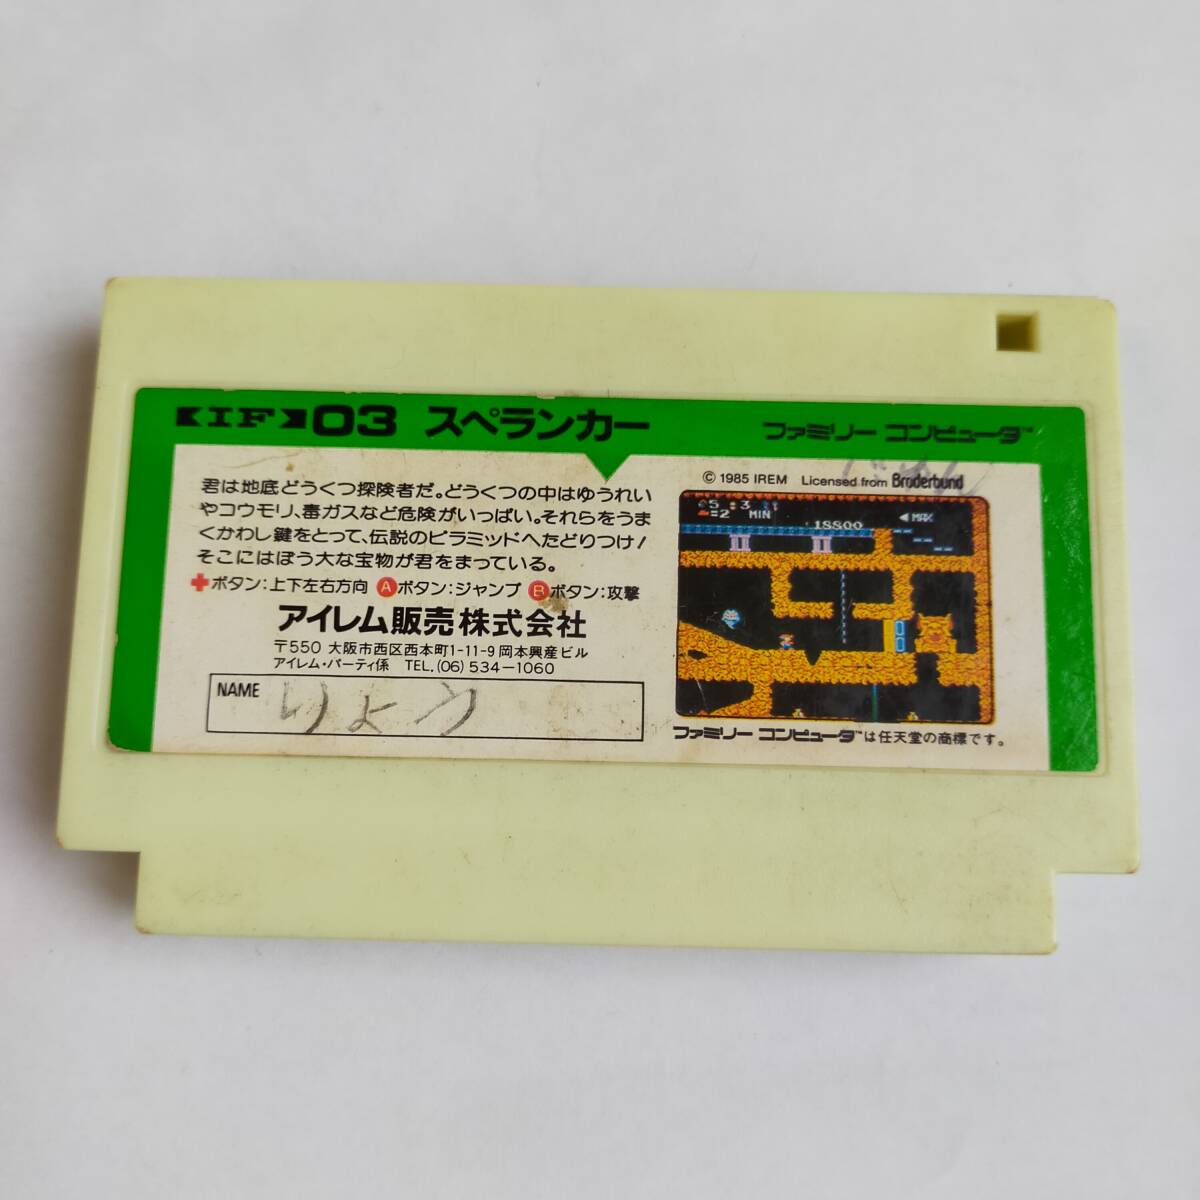 IF 03 スペランカー ファミリー コンピュータ™
君は地底どうくつ探険者だ。どうくつの中はゆうれい
やコウモリ、毒ガスなど危険がいっぱい。それらをうま
くかわし鍵をとって、伝説のピラミッドへたどりつけ!
そこにはぼう大な宝物が君をまっている。
✚ボタン:上下左右方向 Ⓐボタン:ジャンプ Ⓑボタン:攻撃
アイレム販売株式会社
〒550 大阪市西区西本町1-11-9 岡本興産ビル
アイレム・パーティ係 TEL.(06) 534-1060
NAME りょう
© 1985 IREM Licensed from Brøderbund
5 : 3
=2 MIN
18800 ◀MAX
ファミリー コンピュータ™は任天堂の商標です。